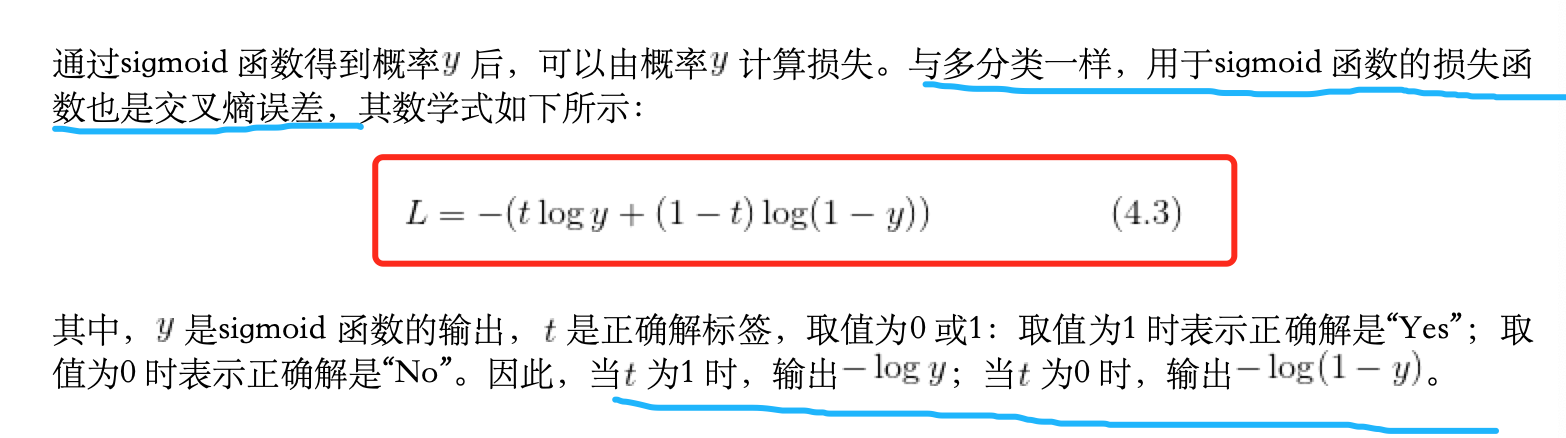 通过sigmoid 函数得到概率y 后，可以由概率y 计算损失。与多分类一样，用于sigmoid 函数的损失函
数也是交叉熵误差，其数学式如下所示：
L = −(t log y + (1 − t) log(1 − y)) (4.3)
其中，y 是sigmoid 函数的输出，t 是正确解标签，取值为0 或1：取值为1 时表示正确解是“Yes”；取
值为0 时表示正确解是“No”。因此，当t 为1 时，输出− log y；当t 为0 时，输出− log(1 − y)。